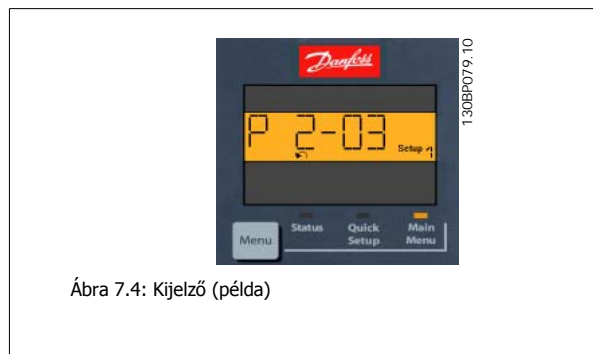 Danfoss
130BP079.10
P 2-03 Setup 1
Menu
Status Quick Setup Main Menu
Ábra 7.4: Kijelző (példa)